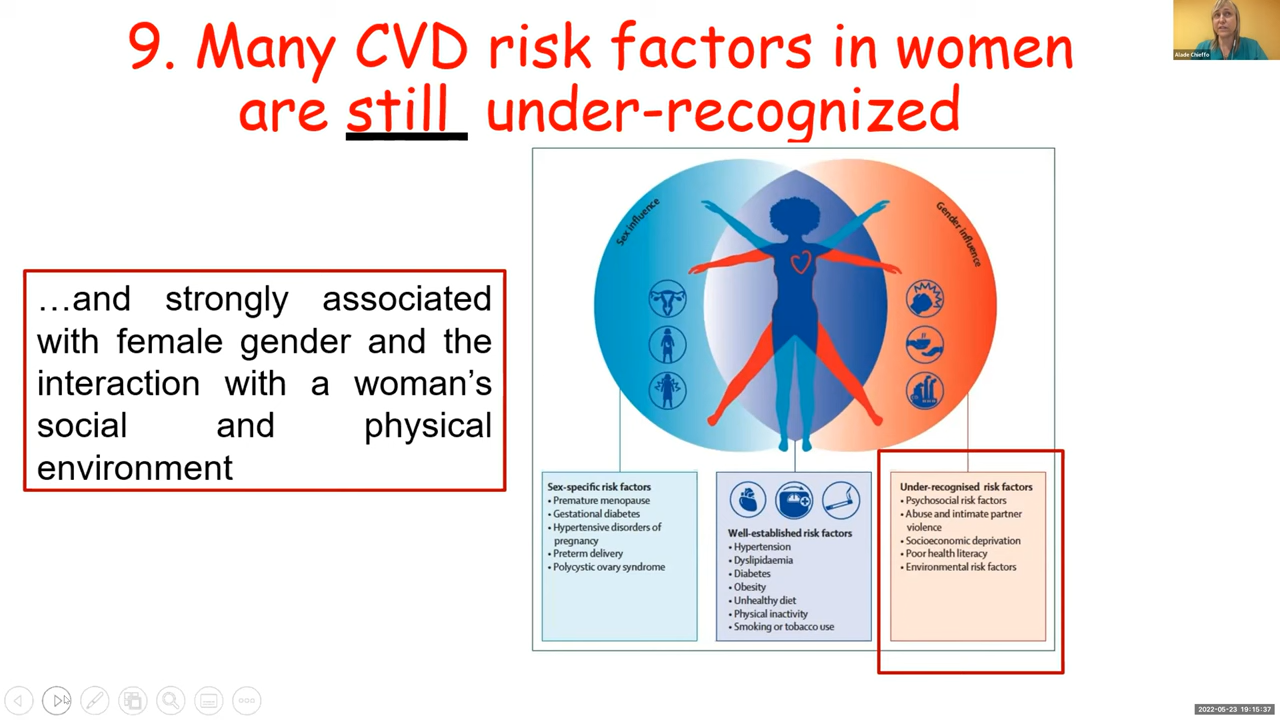 9. Many CVD risk factors in women
are still under-recognized
Alade Chieffo
…and strongly associated
with female gender and the
interaction with a woman’s
social and physical
environment
Sex influence
Gender influence
Sex-specific risk factors
• Premature menopause
• Gestational diabetes
• Hypertensive disorders of
pregnancy
• Preterm delivery
• Polycystic ovary syndrome
Well-established risk factors
• Hypertension
• Dyslipidaemia
• Diabetes
• Obesity
• Unhealthy diet
• Physical inactivity
• Smoking or tobacco use
Under-recognised risk factors
• Psychosocial risk factors
• Abuse and intimate partner
violence
• Socioeconomic deprivation
• Poor health literacy
• Environmental risk factors
2022-05-23 19:15:37